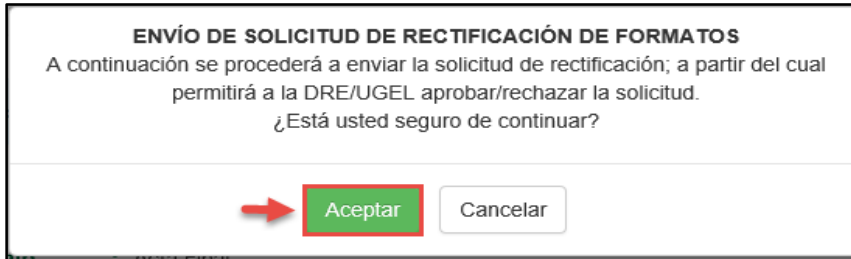 ENVÍO DE SOLICITUD DE RECTIFICACIÓN DE FORMATOS
A continuación se procederá a enviar la solicitud de rectificación; a partir del cual
permitirá a la DRE/UGEL aprobar/rechazar la solicitud.
¿Está usted seguro de continuar?
Aceptar Cancelar